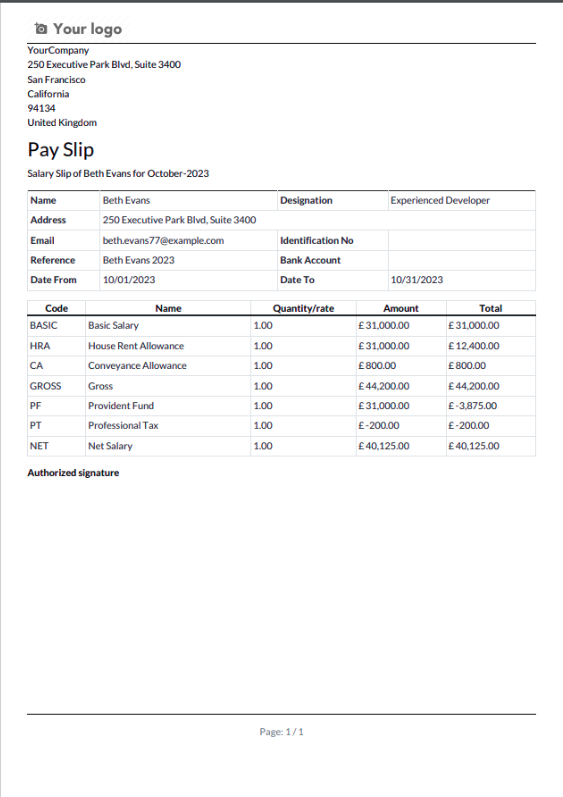 Your logo
YourCompany
250 Executive Park Blvd, Suite 3400
San Francisco
California
94134
United Kingdom
Pay Slip
Salary Slip of Beth Evans for October-2023
Name Beth Evans Designation Experienced Developer
Address 250 Executive Park Blvd, Suite 3400
Email beth.evans77@example.com Identification No
Reference Beth Evans 2023 Bank Account
Date From 10/01/2023 Date To 10/31/2023
Code Name Quantity/rate Amount Total
BASIC Basic Salary 1.00 £ 31,000.00 £ 31,000.00
HRA House Rent Allowance 1.00 £ 31,000.00 £ 12,400.00
CA Conveyance Allowance 1.00 £ 800.00 £ 800.00
GROSS Gross 1.00 £ 44,200.00 £ 44,200.00
PF Provident Fund 1.00 £ 31,000.00 £ -3,875.00
PT Professional Tax 1.00 £ -200.00 £ -200.00
NET Net Salary 1.00 £ 40,125.00 £ 40,125.00
Authorized signature
Page: 1 / 1